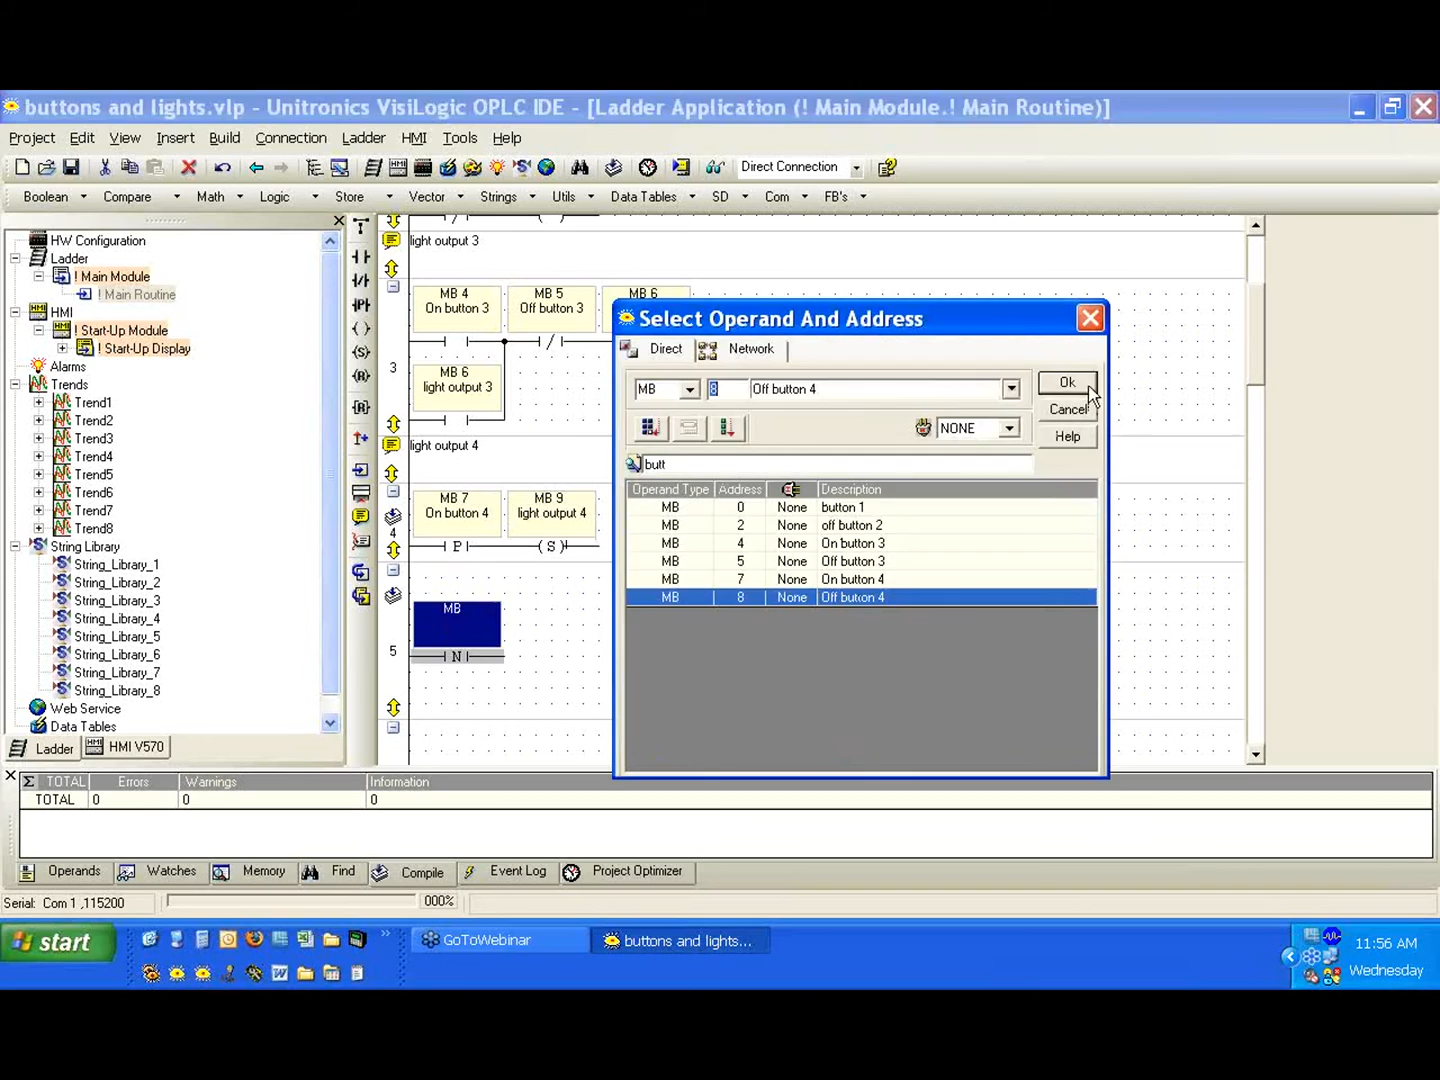 buttons and lights.vlp - Unitronics VisiLogic OPLC IDE - [Ladder Application (! Main Module.! Main Routine)]
Project Edit View Insert Build Connection Ladder HMI Tools Help
Direct Connection
Boolean Compare Math Logic Store Vector Strings Utils Data Tables SD Com FB's
HW Configuration
Ladder
! Main Module
! Main Routine
HMI
! Start-Up Module
! Start-Up Display
Alarms
Trends
Trend1
Trend2
Trend3
Trend4
Trend5
Trend6
Trend7
Trend8
String Library
String_Library_1
String_Library_2
String_Library_3
String_Library_4
String_Library_5
String_Library_6
String_Library_7
String_Library_8
Web Service
Data Tables
Ladder HMI V570
light output 3
MB 4 MB 5 MB 6
On button 3 Off button 3
3
MB 6
light output 3
light output 4
MB 7 MB 9
On button 4 light output 4
4
P S
MB
5
N
Select Operand And Address
Direct Network
MB 8 Off button 4 Ok
Cancel
NONE Help
butt
Operand Type Address Description
MB 0 None button 1
MB 2 None off button 2
MB 4 None On button 3
MB 5 None Off button 3
MB 7 None On button 4
MB 8 None Off button 4
TOTAL Errors Warnings Information
TOTAL 0 0 0
Operands Watches Memory Find Compile Event Log Project Optimizer
Serial: Com 1 ,115200 000%
start GoToWebinar buttons and lights... 11:56 AM
Wednesday